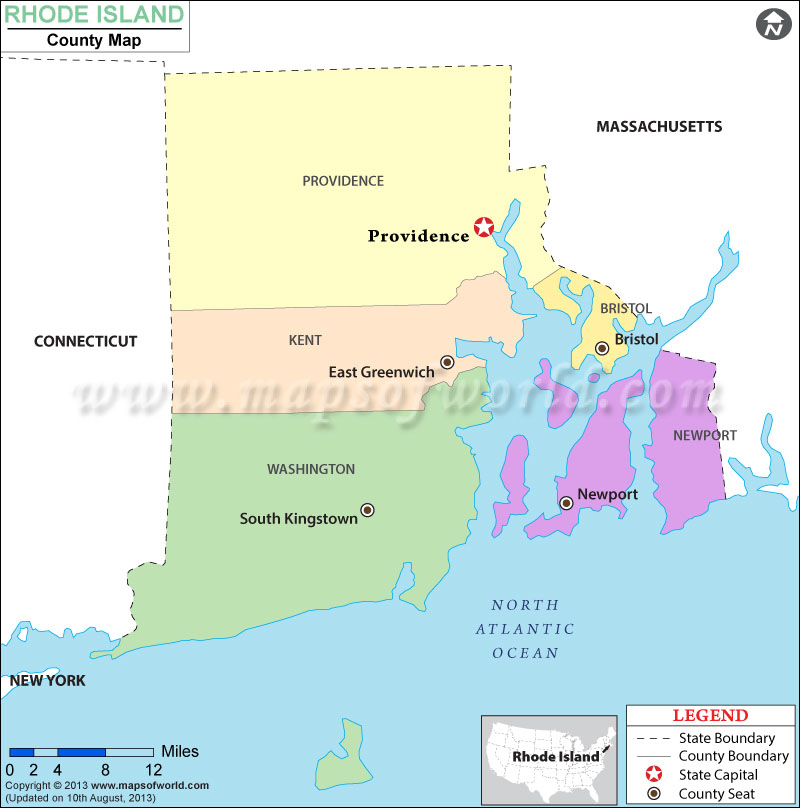 RHODE ISLAND
County Map
N
MASSACHUSETTS
PROVIDENCE
Providence
CONNECTICUT
KENT
BRISTOL
Bristol
East Greenwich
www.mapsofworld.com
NEWPORT
WASHINGTON
Newport
South Kingstown
NORTH
ATLANTIC
OCEAN
NEW YORK
LEGEND
State Boundary
County Boundary
State Capital
County Seat
Rhode Island
Miles
0 2 4 8 12
Copyright © 2013 www.mapsofworld.com
(Updated on 10th August, 2013)